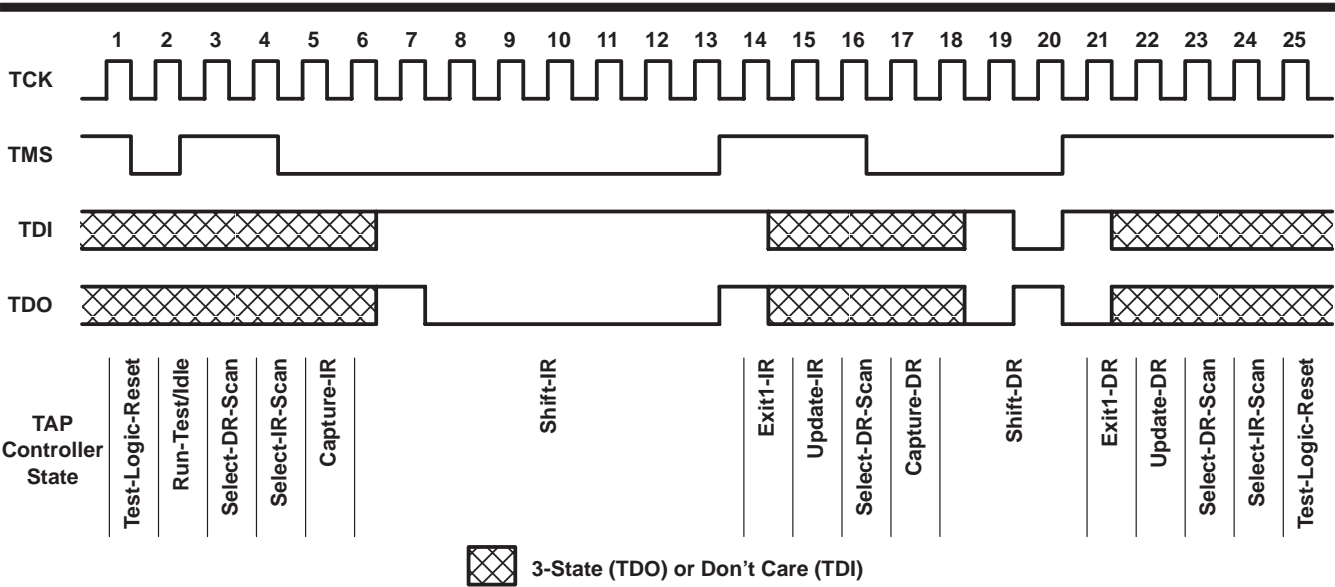 1 2 3 4 5 6 7 8 9 10 11 12 13 14 15 16 17 18 19 20 21 22 23 24 25
TCK
TMS
TDI
TDO
TAP
Controller
State
Test-Logic-Reset
Run-Test/Idle
Select-DR-Scan
Select-IR-Scan
Capture-IR
Shift-IR
Exit1-IR
Update-IR
Select-DR-Scan
Capture-DR
Shift-DR
Exit1-DR
Update-DR
Select-DR-Scan
Select-IR-Scan
Test-Logic-Reset
3-State (TDO) or Don't Care (TDI)